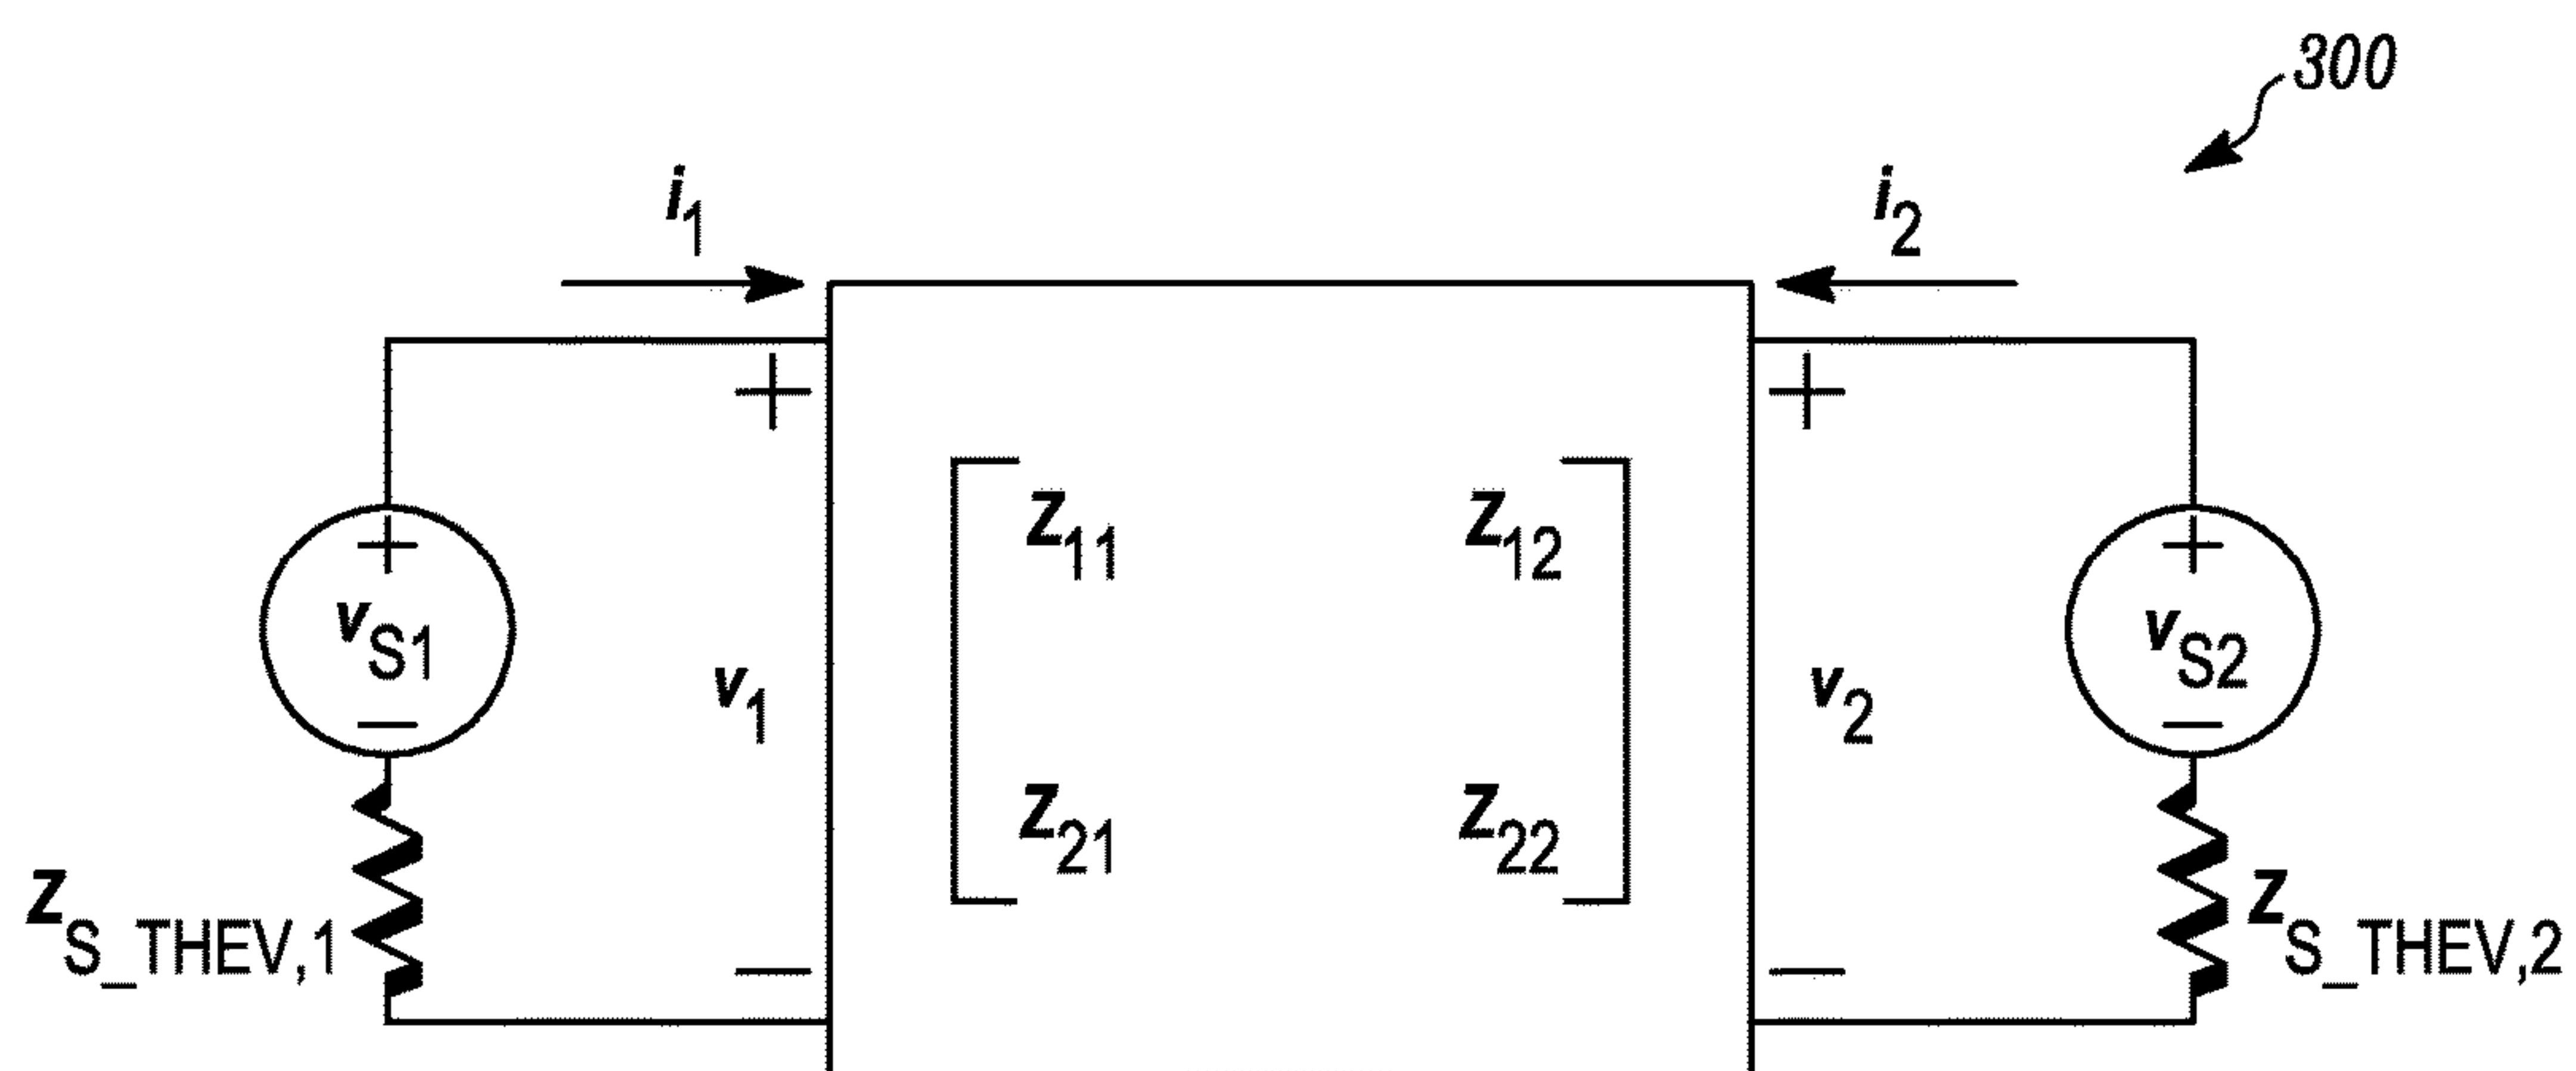 300
i1 i2
+ +
Z11 Z12
+ +
vS1 vS2
v1 v2
− −
Z21 Z22
ZS_THEV,1 ZS_THEV,2
− −